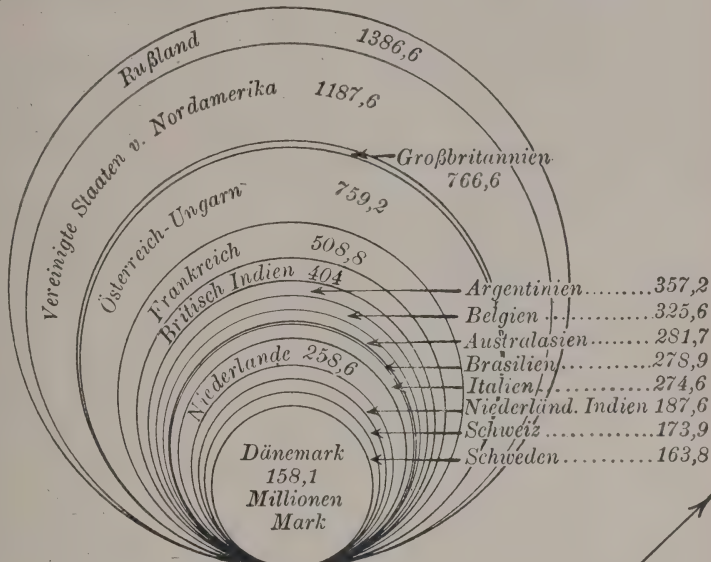 Rußland 1386,6
Vereinigte Staaten v. Nordamerika 1187,6
Großbritannien
766,6
Österreich-Ungarn 759,2
Frankreich 508,8
Britisch Indien 404
Argentinien......357,2
Belgien..........325,6
Australasien.....281,7
Brasilien........278,9
Italien..........274,6
Niederlande 258,6
Niederländ. Indien 187,6
Schweiz..........173,9
Schweden.........163,8
Dänemark
158,1
Millionen
Mark